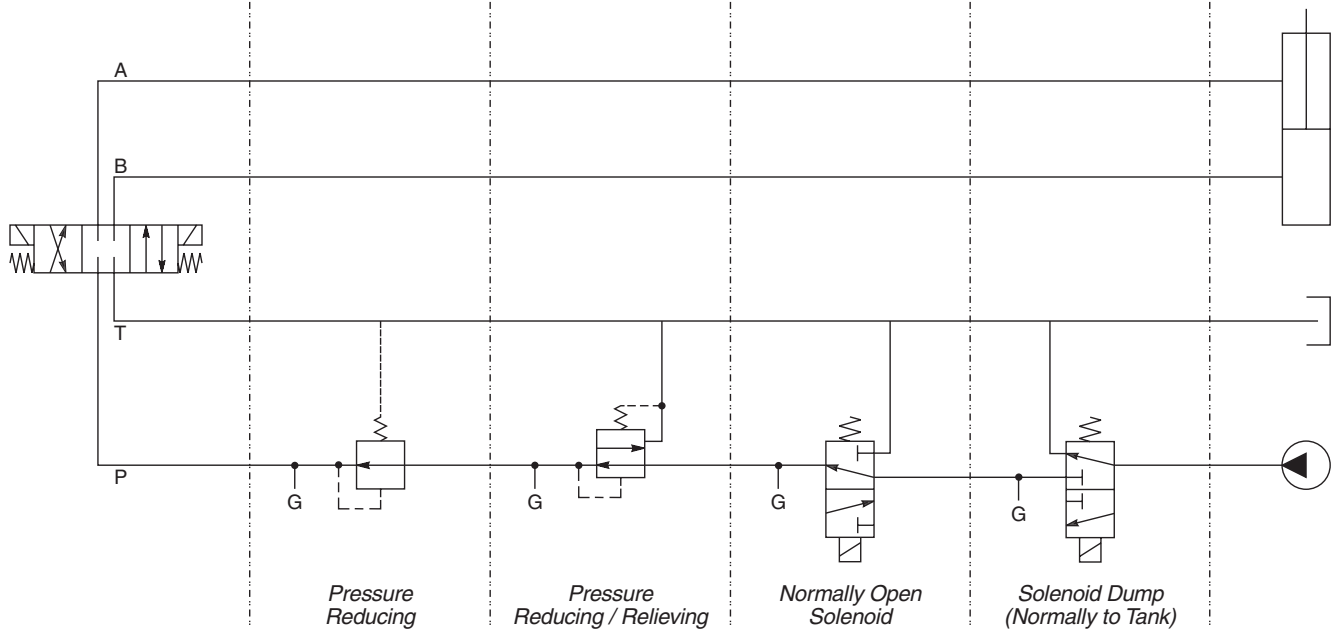 A
B
T
P
G
G
G
G
Pressure
Reducing
Pressure
Reducing / Relieving
Normally Open
Solenoid
Solenoid Dump
(Normally to Tank)